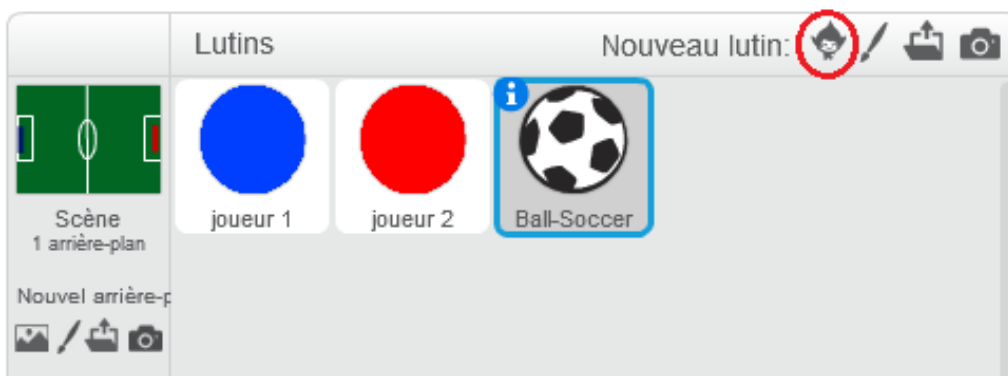 Lutins
Nouveau lutin:
joueur 1
joueur 2
Ball-Soccer
Scène
1 arrière-plan
Nouvel arrière-p